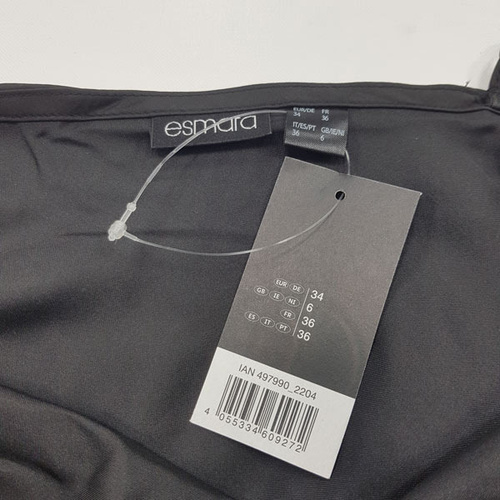 esmara
EUR/DE FR
34 36
IT/ES/PT GB/IE/NI
36 6
EUR DE 34
GB IE NI 6
FR 36
ES IT PT 36
IAN 497990_2204
4 055334 609272